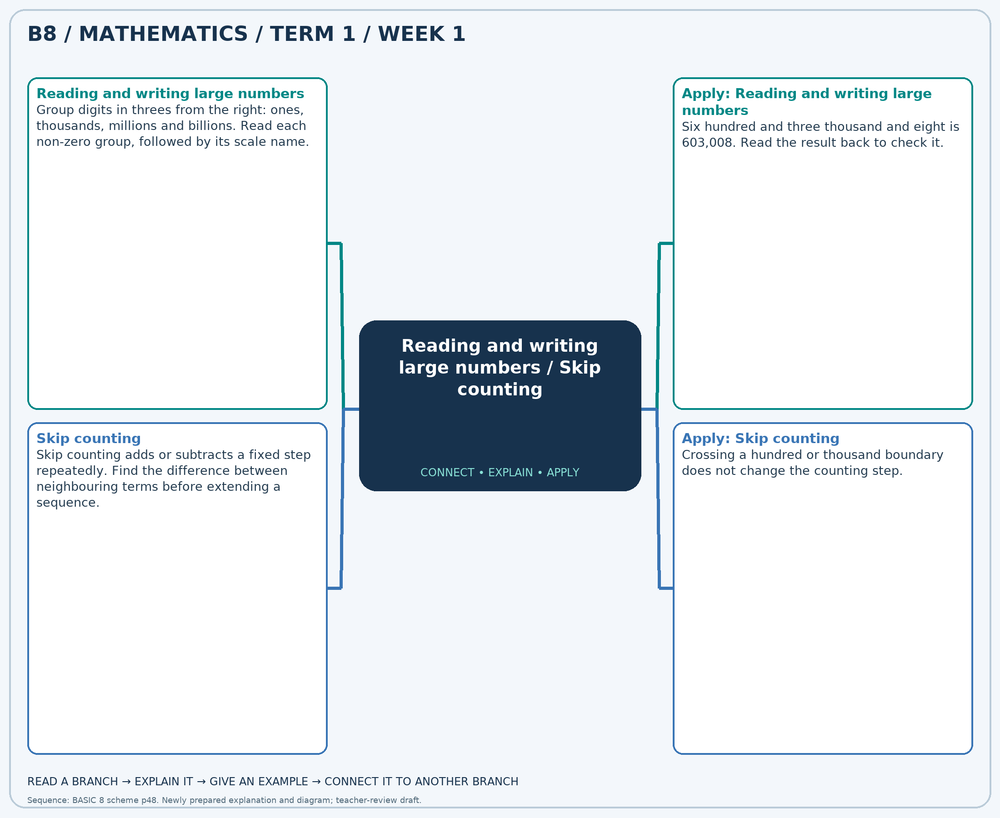 B8 / MATHEMATICS / TERM 1 / WEEK 1
Reading and writing large numbers
Group digits in threes from the right: ones,
thousands, millions and billions. Read each
non-zero group, followed by its scale name.
Apply: Reading and writing large
numbers
Six hundred and three thousand and eight is
603,008. Read the result back to check it.
Reading and writing
large numbers / Skip
counting
CONNECT • EXPLAIN • APPLY
Skip counting
Skip counting adds or subtracts a fixed step
repeatedly. Find the difference between
neighbouring terms before extending a
sequence.
Apply: Skip counting
Crossing a hundred or thousand boundary
does not change the counting step.
READ A BRANCH → EXPLAIN IT → GIVE AN EXAMPLE → CONNECT IT TO ANOTHER BRANCH
Sequence: BASIC 8 scheme p48. Newly prepared explanation and diagram; teacher-review draft.